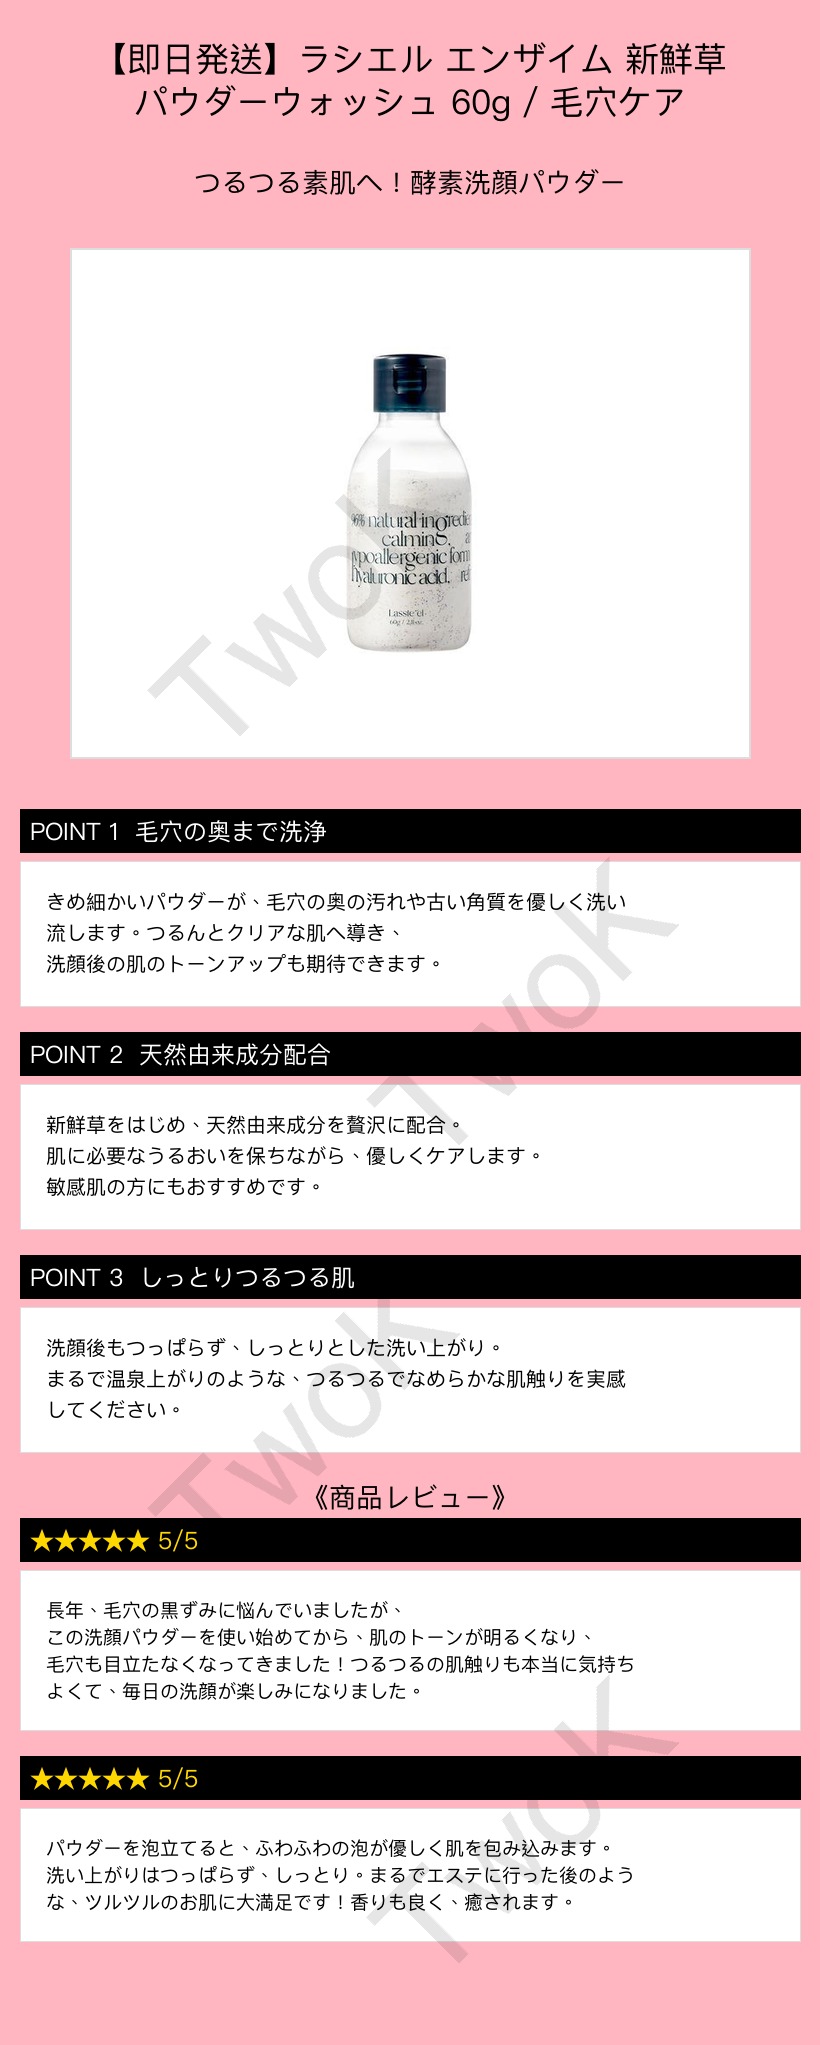 【即日発送】ラシエル エンザイム 新鮮草
パウダーウォッシュ 60g / 毛穴ケア
つるつる素肌へ！酵素洗顔パウダー
96% natural ingredie
calming,
hypoallergenic form
hyaluronic acid, ref
Lassie'el
60g / 2.11oz.
POINT 1 毛穴の奥まで洗浄
きめ細かいパウダーが、毛穴の奥の汚れや古い角質を優しく洗い
流します。つるんとクリアな肌へ導き、
洗顔後の肌のトーンアップも期待できます。
POINT 2 天然由来成分配合
新鮮草をはじめ、天然由来成分を贅沢に配合。
肌に必要なうるおいを保ちながら、優しくケアします。
敏感肌の方にもおすすめです。
POINT 3 しっとりつるつる肌
洗顔後もつっぱらず、しっとりとした洗い上がり。
まるで温泉上がりのような、つるつるでなめらかな肌触りを実感
してください。
《商品レビュー》
★★★★★ 5/5
長年、毛穴の黒ずみに悩んでいましたが、
この洗顔パウダーを使い始めてから、肌のトーンが明るくなり、
毛穴も目立たなくなってきました！つるつるの肌触りも本当に気持ち
よくて、毎日の洗顔が楽しみになりました。
★★★★★ 5/5
パウダーを泡立てると、ふわふわの泡が優しく肌を包み込みます。
洗い上がりはつっぱらず、しっとり。まるでエステに行った後のよう
な、ツルツルのお肌に大満足です！香りも良く、癒されます。
TwoK
TwoK
TwoK
TwoK